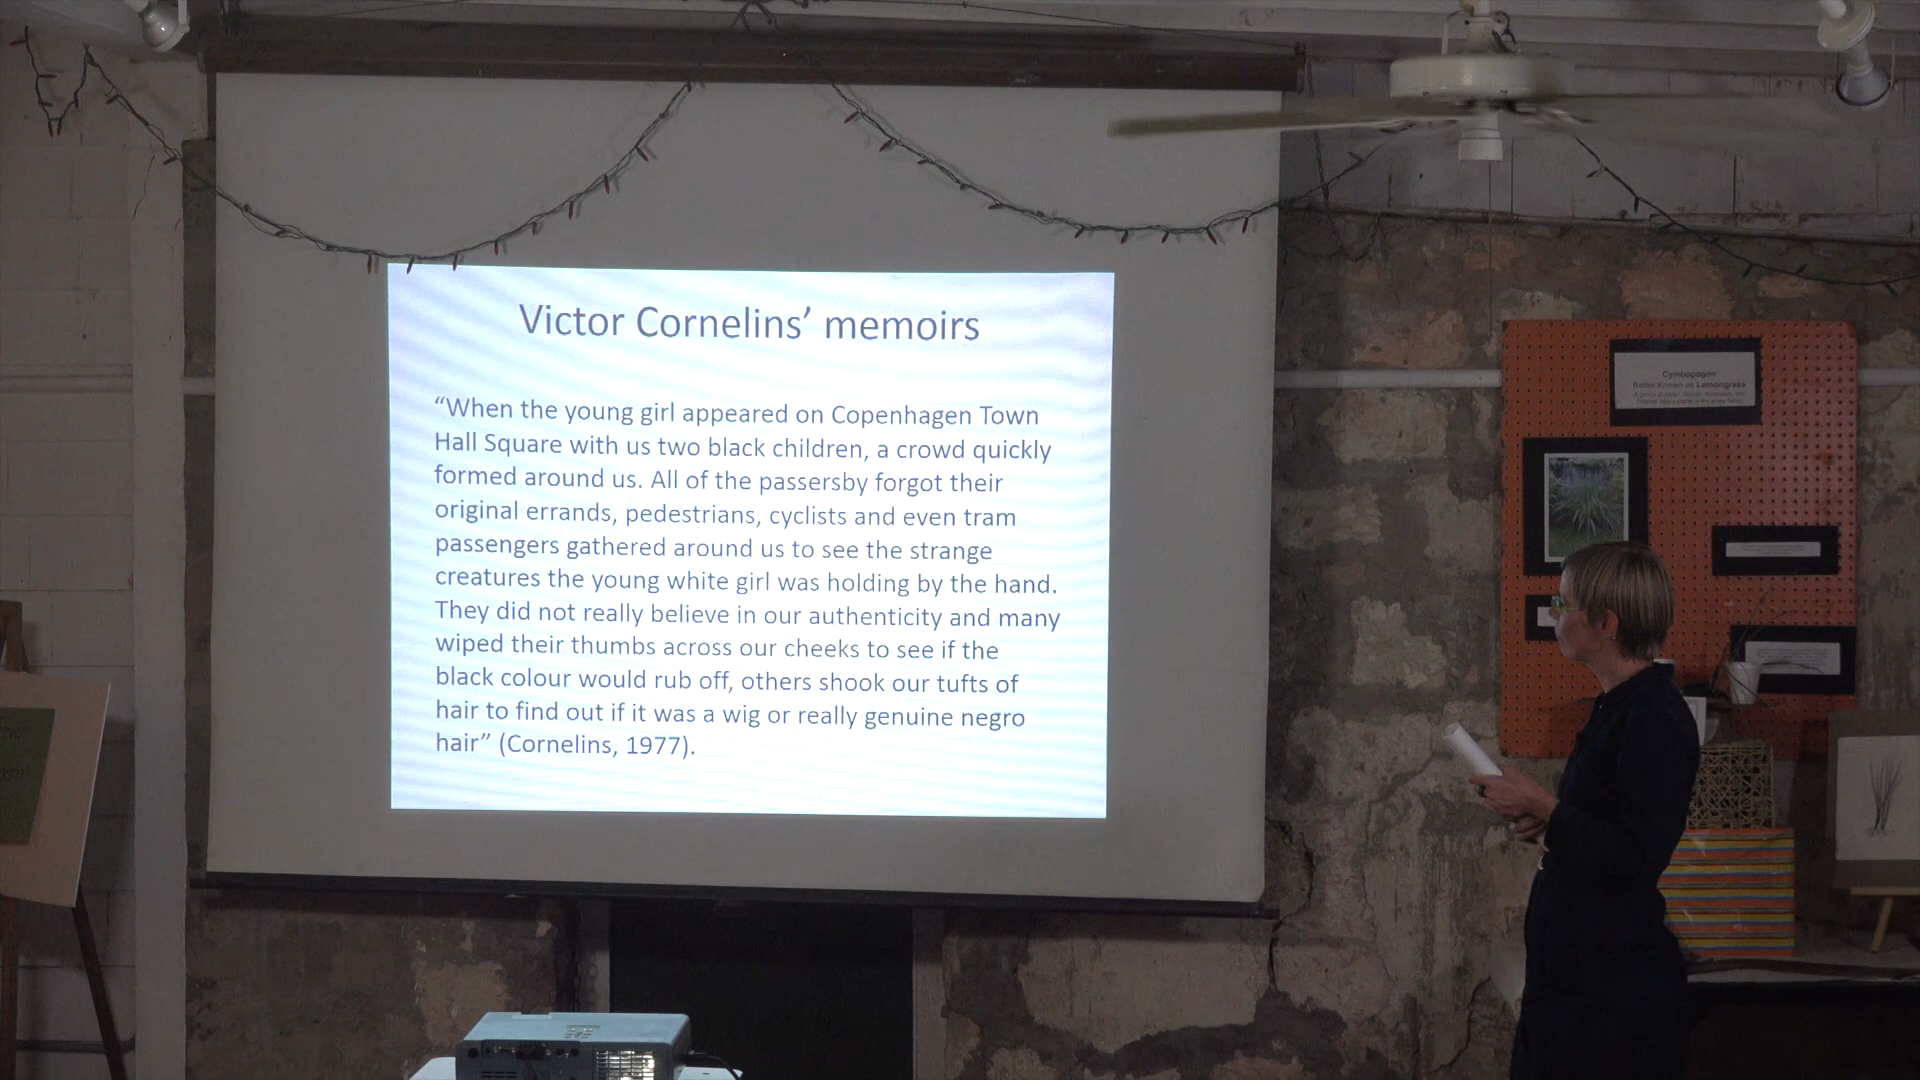 Victor Cornelins’ memoirs
“When the young girl appeared on Copenhagen Town
Hall Square with us two black children, a crowd quickly
formed around us. All of the passersby forgot their
original errands, pedestrians, cyclists and even tram
passengers gathered around us to see the strange
creatures the young white girl was holding by the hand.
They did not really believe in our authenticity and many
wiped their thumbs across our cheeks to see if the
black colour would rub off, others shook our tufts of
hair to find out if it was a wig or really genuine negro
hair” (Cornelins, 1977).
Cymbopogon
Better Known as Lemongrass